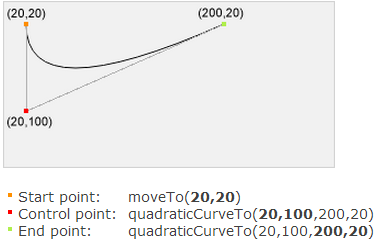 (20,20) (200,20)
(20,100)
Start point: moveTo(20,20)
Control point: quadraticCurveTo(20,100,200,20)
End point: quadraticCurveTo(20,100,200,20)